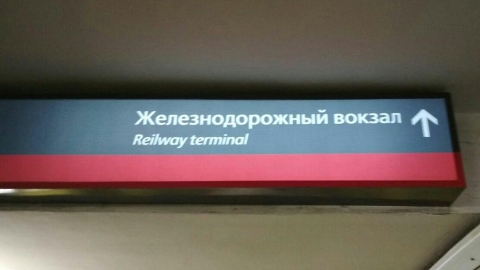 Железнодорожный вокзал
Reilway terminal